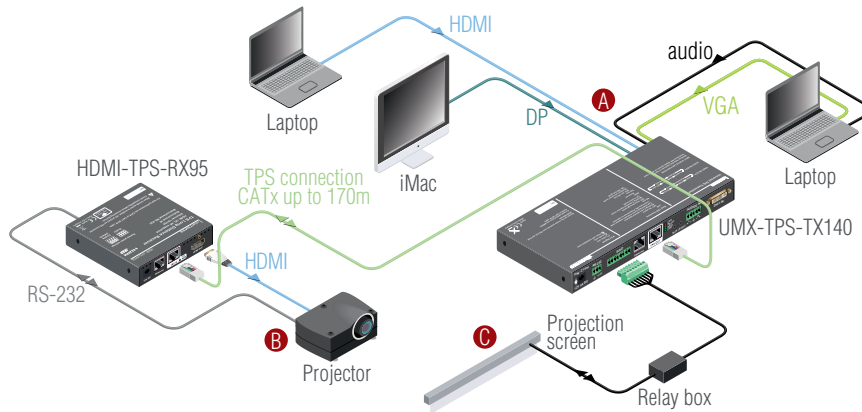 HDMI
audio
A
VGA
DP
Laptop
iMac
Laptop
HDMI-TPS-RX95
TPS connection
CATx up to 170m
UMX-TPS-TX140
HDMI
RS-232
B
Projector
C
Projection
screen
Relay box